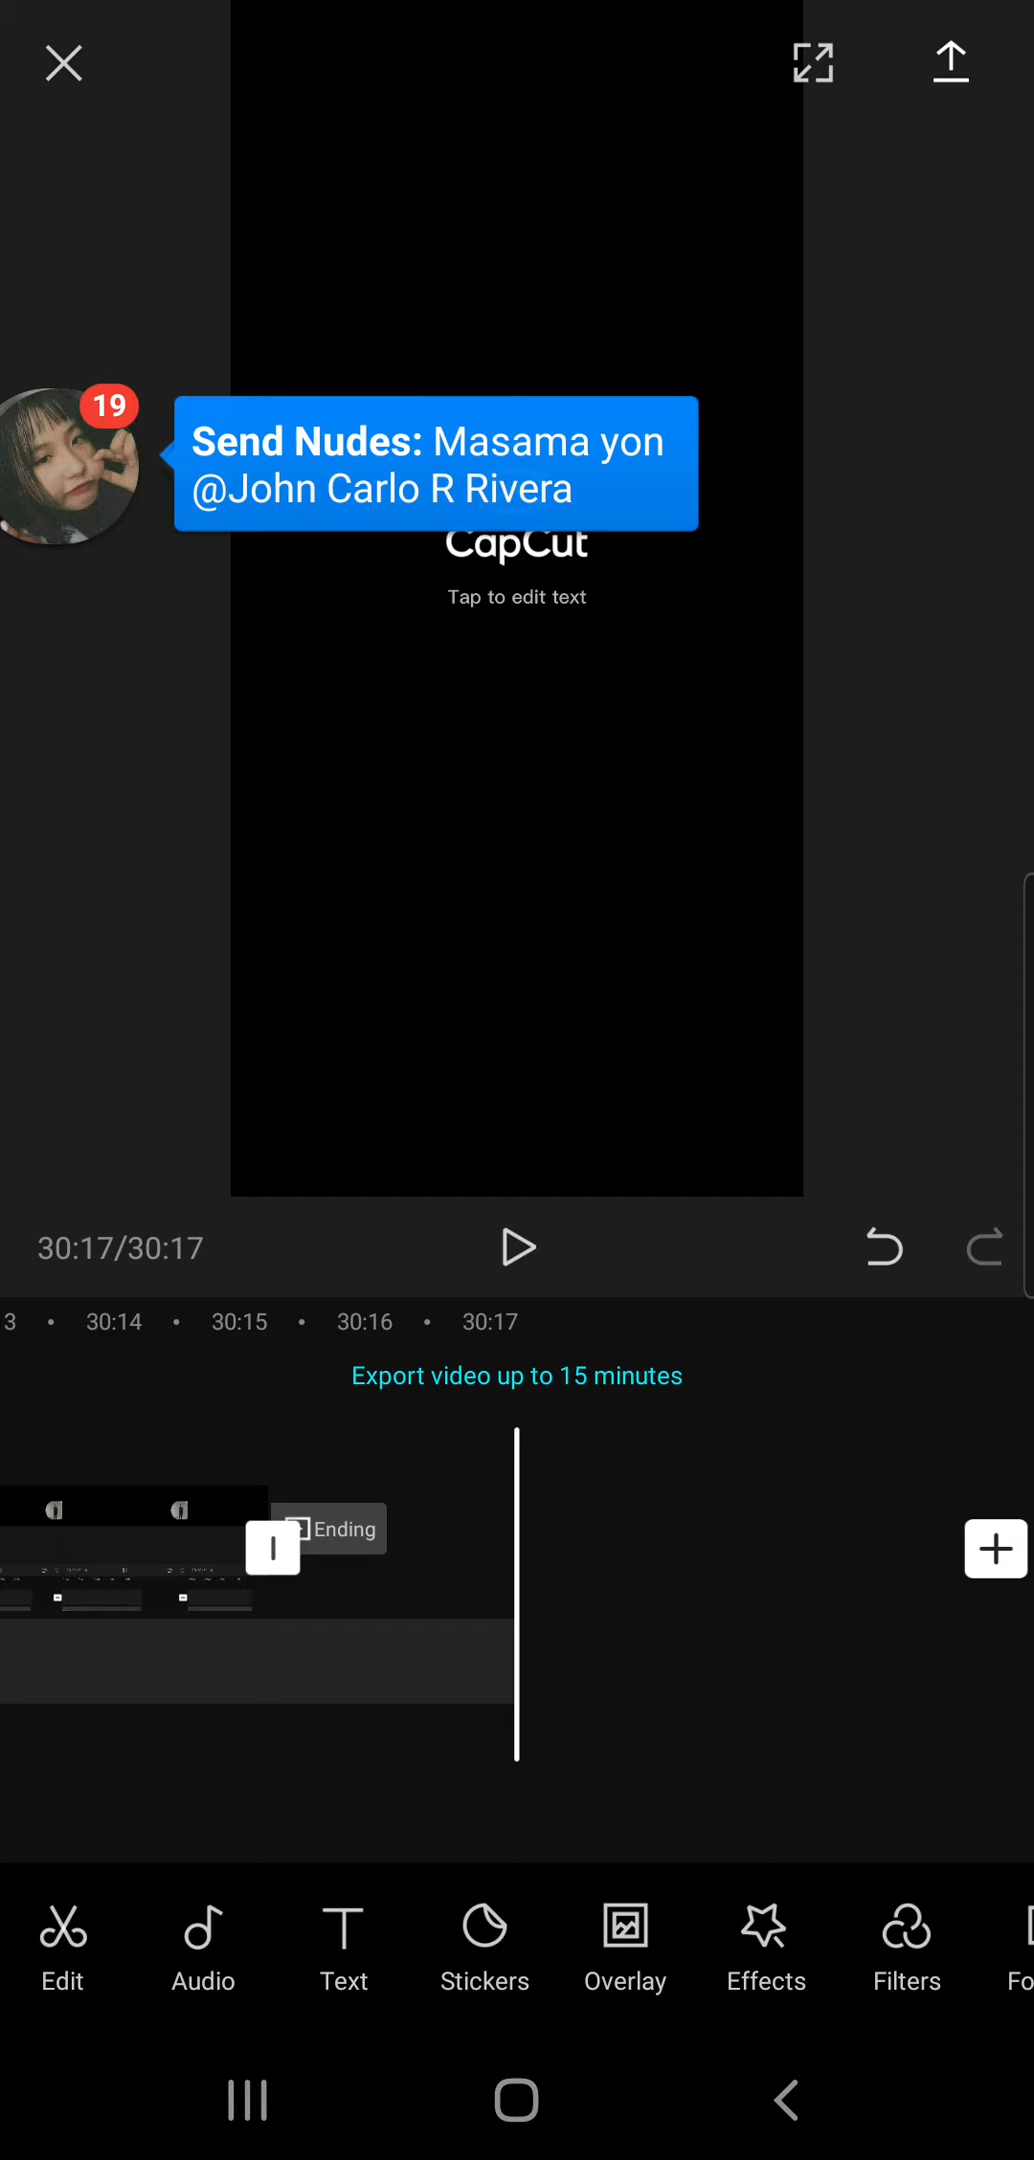 19
Send Nudes: Masama yon
@John Carlo R Rivera
CapCut
Tap to edit text
30:17/30:17
3 • 30:14 • 30:15 • 30:16 • 30:17
Export video up to 15 minutes
Ending
Edit Audio Text Stickers Overlay Effects Filters Fo